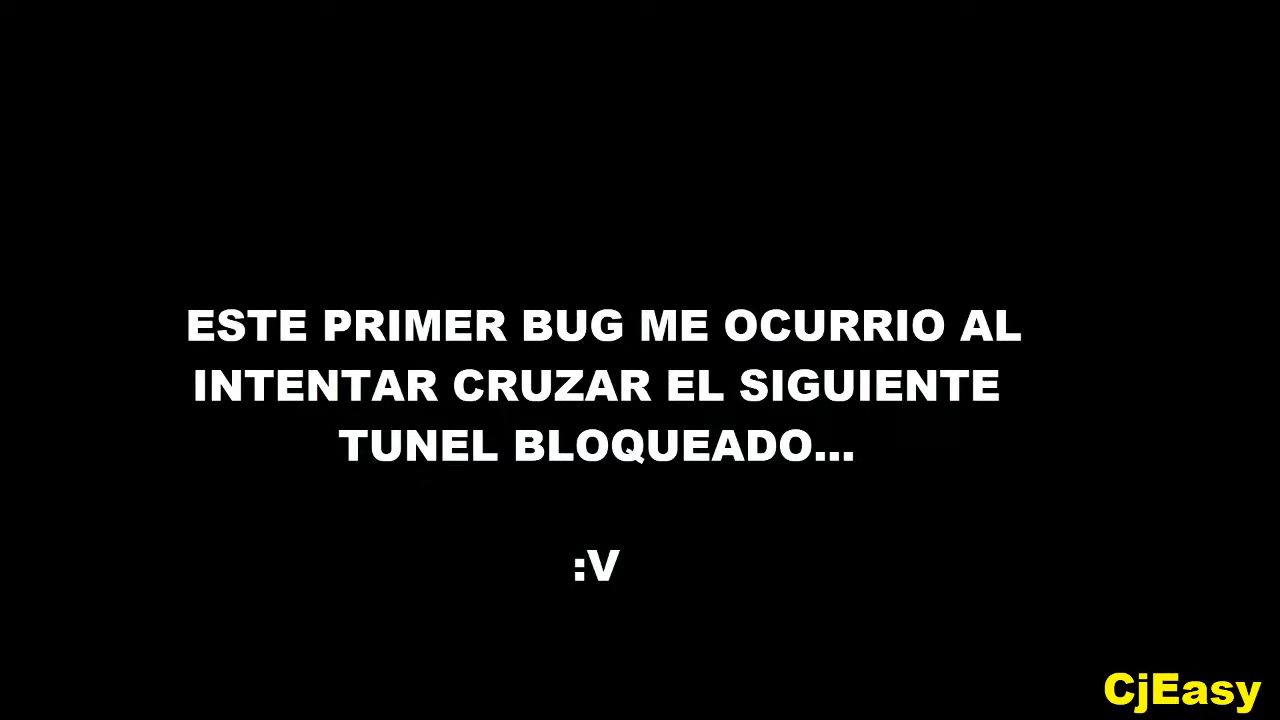 ESTE PRIMER BUG ME OCURRIO AL
INTENTAR CRUZAR EL SIGUIENTE
TUNEL BLOQUEADO...
:V
CjEasy